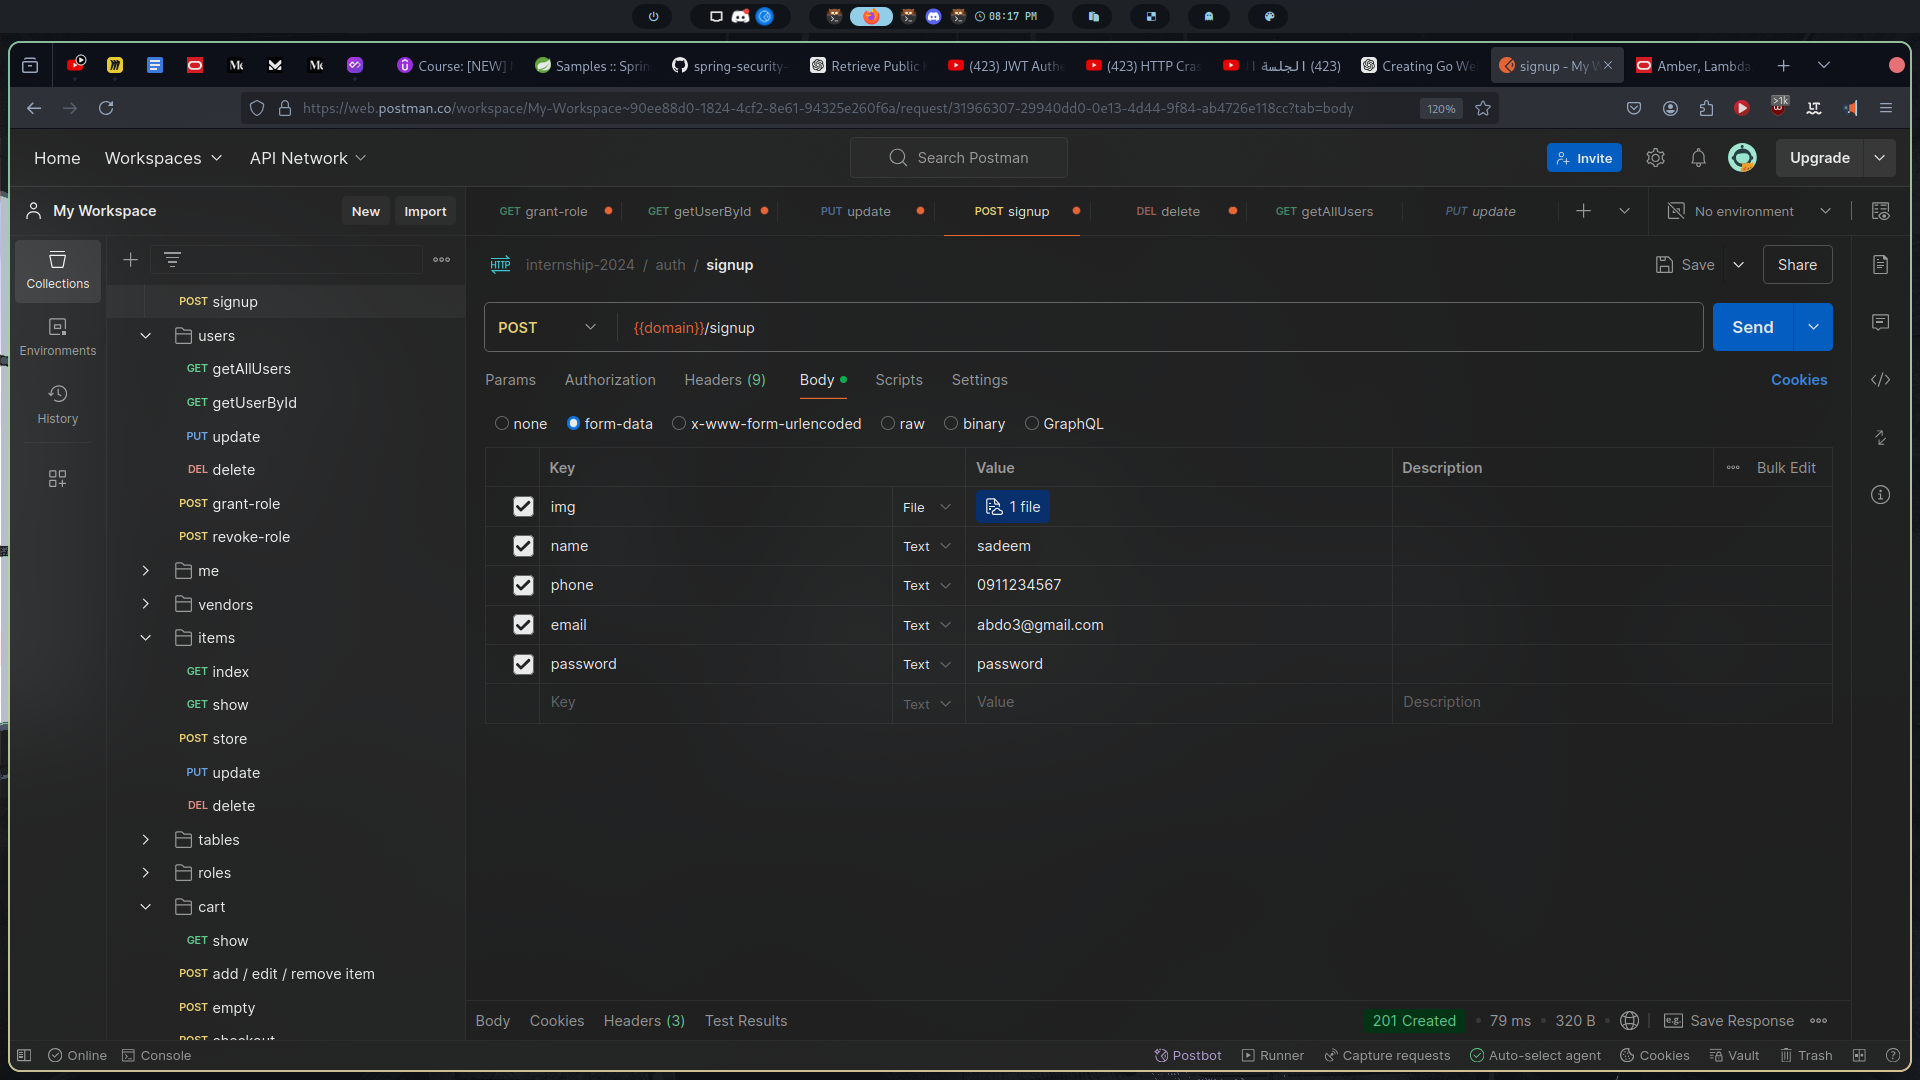 08:17 PM
Course: [NEW]
Samples :: Sprin
spring-security-
Retrieve Public
(423) JWT Authe
(423) HTTP Cras
(423) الجلسة
Creating Go We
signup - My W
Amber, Lambda,
https://web.postman.co/workspace/My-Workspace~90ee88d0-1824-4cf2-8e61-94325e260f6a/request/31966307-29940dd0-0e13-4d44-9f84-ab4726e118cc?tab=body
120%
>1k
Home
Workspaces
API Network
Search Postman
Invite
Upgrade
My Workspace
New
Import
GET grant-role
GET getUserById
PUT update
POST signup
DEL delete
GET getAllUsers
PUT update
No environment
Collections
Environments
History
POST signup
users
GET getAllUsers
GET getUserById
PUT update
DEL delete
POST grant-role
POST revoke-role
me
vendors
items
GET index
GET show
POST store
PUT update
DEL delete
tables
roles
cart
GET show
POST add / edit / remove item
POST empty
POST checkout
HTTP internship-2024 / auth / signup
Save
Share
POST
{{domain}}/signup
Send
Params
Authorization
Headers (9)
Body
Scripts
Settings
Cookies
none
form-data
x-www-form-urlencoded
raw
binary
GraphQL
Key
Value
Description
Bulk Edit
img File 1 file
name Text sadeem
phone Text 0911234567
email Text abdo3@gmail.com
password Text password
Key Text Value Description
Body
Cookies
Headers (3)
Test Results
201 Created
79 ms
320 B
e.g. Save Response
Online
Console
Postbot
Runner
Capture requests
Auto-select agent
Cookies
Vault
Trash